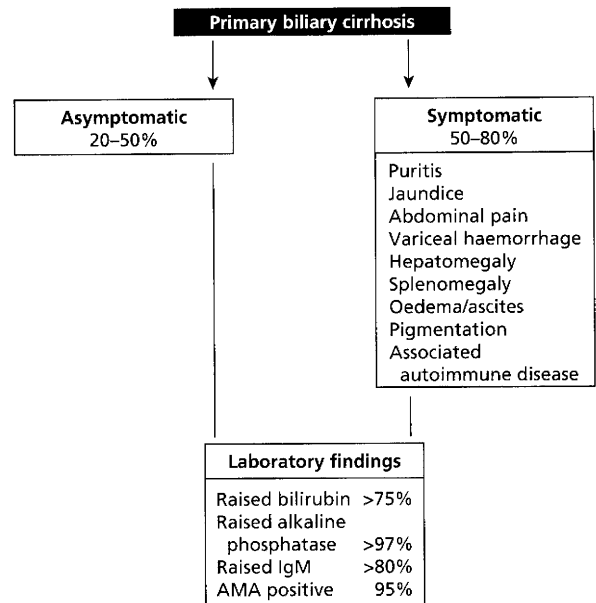 Primary biliary cirrhosis
Asymptomatic
20–50%
Symptomatic
50–80%
Puritis
Jaundice
Abdominal pain
Variceal haemorrhage
Hepatomegaly
Splenomegaly
Oedema/ascites
Pigmentation
Associated
autoimmune disease
Laboratory findings
Raised bilirubin >75%
Raised alkaline
phosphatase >97%
Raised IgM >80%
AMA positive 95%